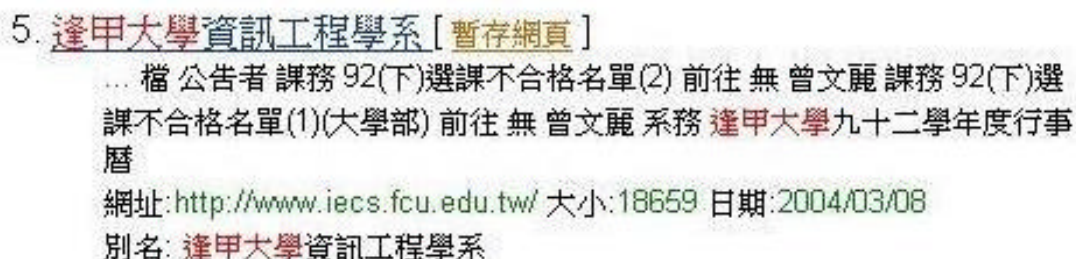 5. 逢甲大學資訊工程學系 [ 暫存網頁 ]
... 檔 公告者 課務 92(下)選課不合格名單(2) 前往 無 曾文麗 課務 92(下)選
課不合格名單(1)(大學部) 前往 無 曾文麗 系務 逢甲大學九十二學年度行事
曆
網址:http://www.iecs.fcu.edu.tw/ 大小:18659 日期:2004/03/08
別名: 逢甲大學資訊工程學系